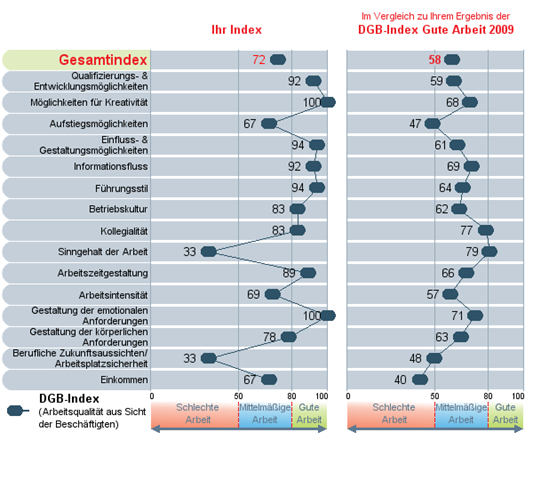 Im Vergleich zu Ihrem Ergebnis der
Ihr Index
DGB-Index Gute Arbeit 2009
Gesamtindex 72 58
Qualifizierungs- &
Entwicklungsmöglichkeiten 92 59
Möglichkeiten für Kreativität 100 68
Aufstiegsmöglichkeiten 67 47
Einfluss- &
Gestaltungsmöglichkeiten 94 61
Informationsfluss 92 69
Führungsstil 94 64
Betriebskultur 83 62
Kollegialität 83 77
Sinngehalt der Arbeit 33 79
Arbeitszeitgestaltung 89 66
Arbeitsintensität 69 57
Gestaltung der emotionalen
Anforderungen 100 71
Gestaltung der körperlichen
Anforderungen 78 63
Berufliche Zukunftsaussichten/
Arbeitsplatzsicherheit 33 48
Einkommen 67 40
0 50 80 100 0 50 80 100
DGB-Index
(Arbeitsqualität aus Sicht
der Beschäftigten)
Schlechte Mittelmäßige Gute Schlechte Mittelmäßige Gute
Arbeit Arbeit Arbeit Arbeit Arbeit Arbeit